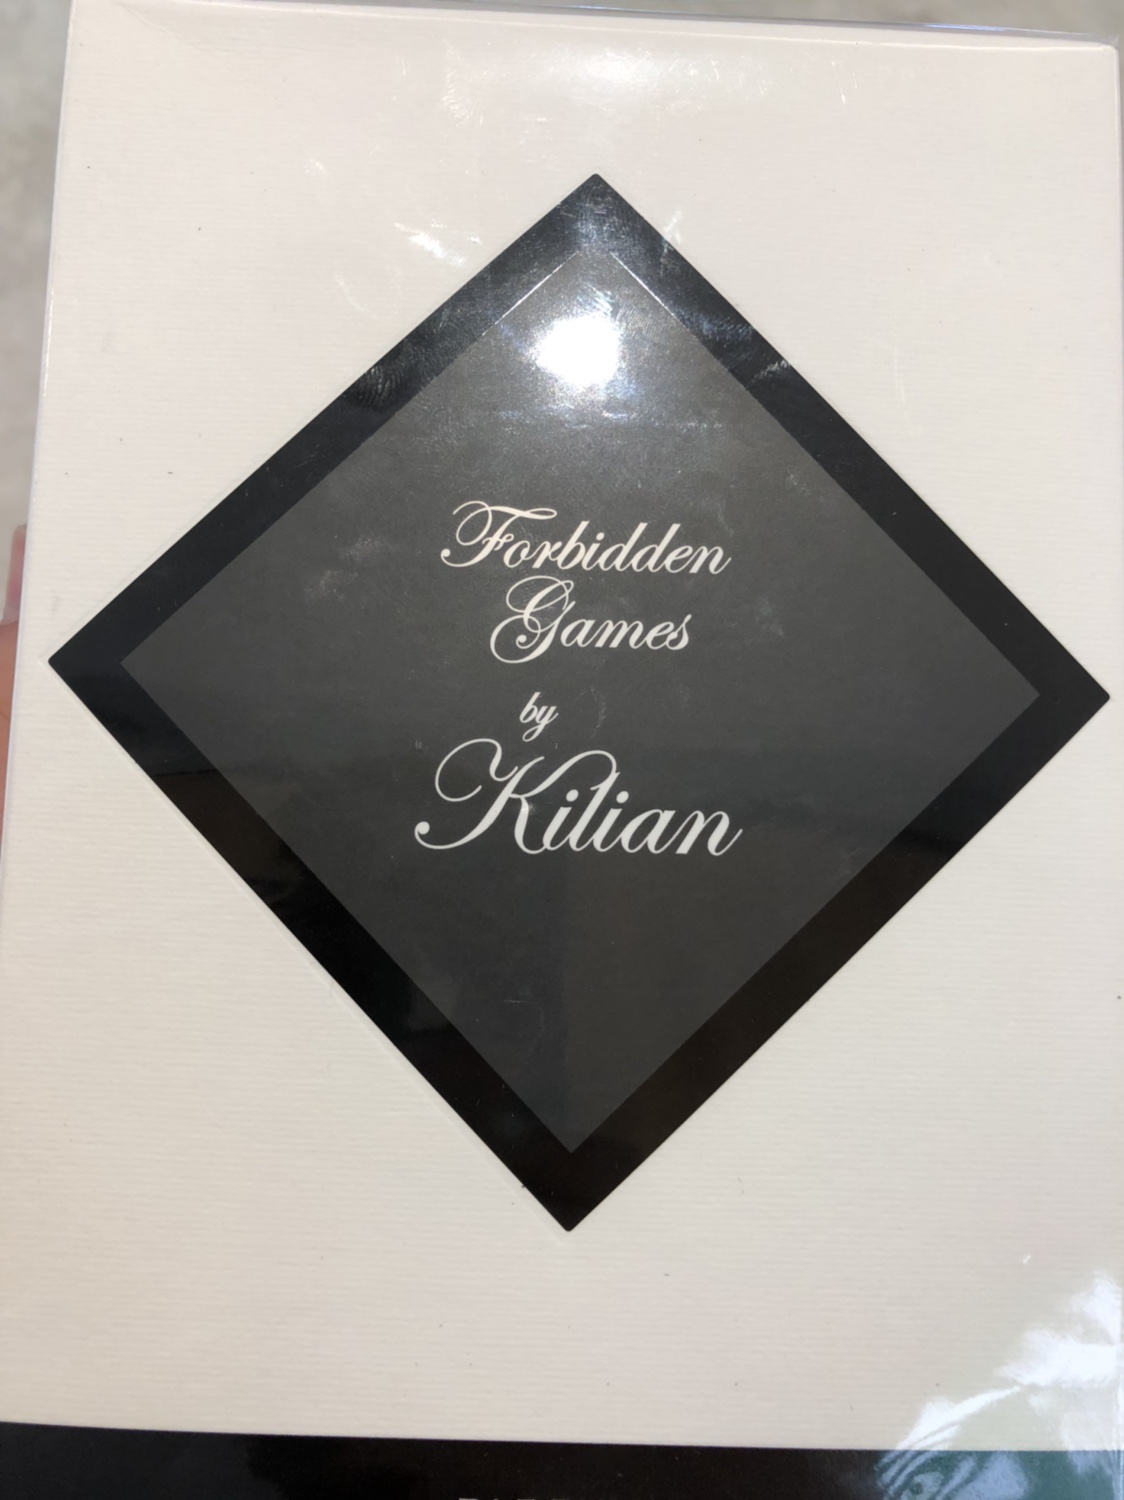 Forbidden
Games
by
Kilian